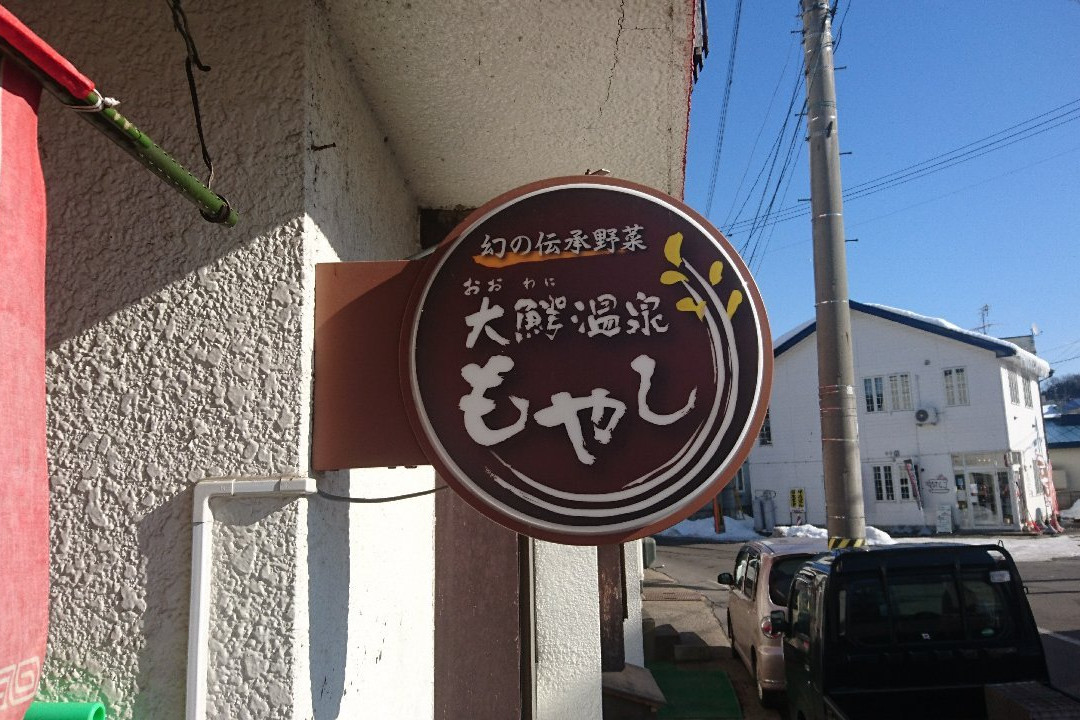 幻の伝承野菜
おお わに
大鰐温泉
もやし